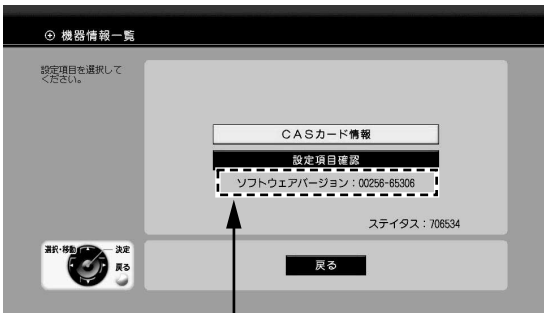 機器情報一覧
設定項目を選択して
ください。
CASカード情報
設定項目確認
ソフトウェアバージョン：00256-65306
ステイタス：706534
選択・移動
決定
戻る
戻る